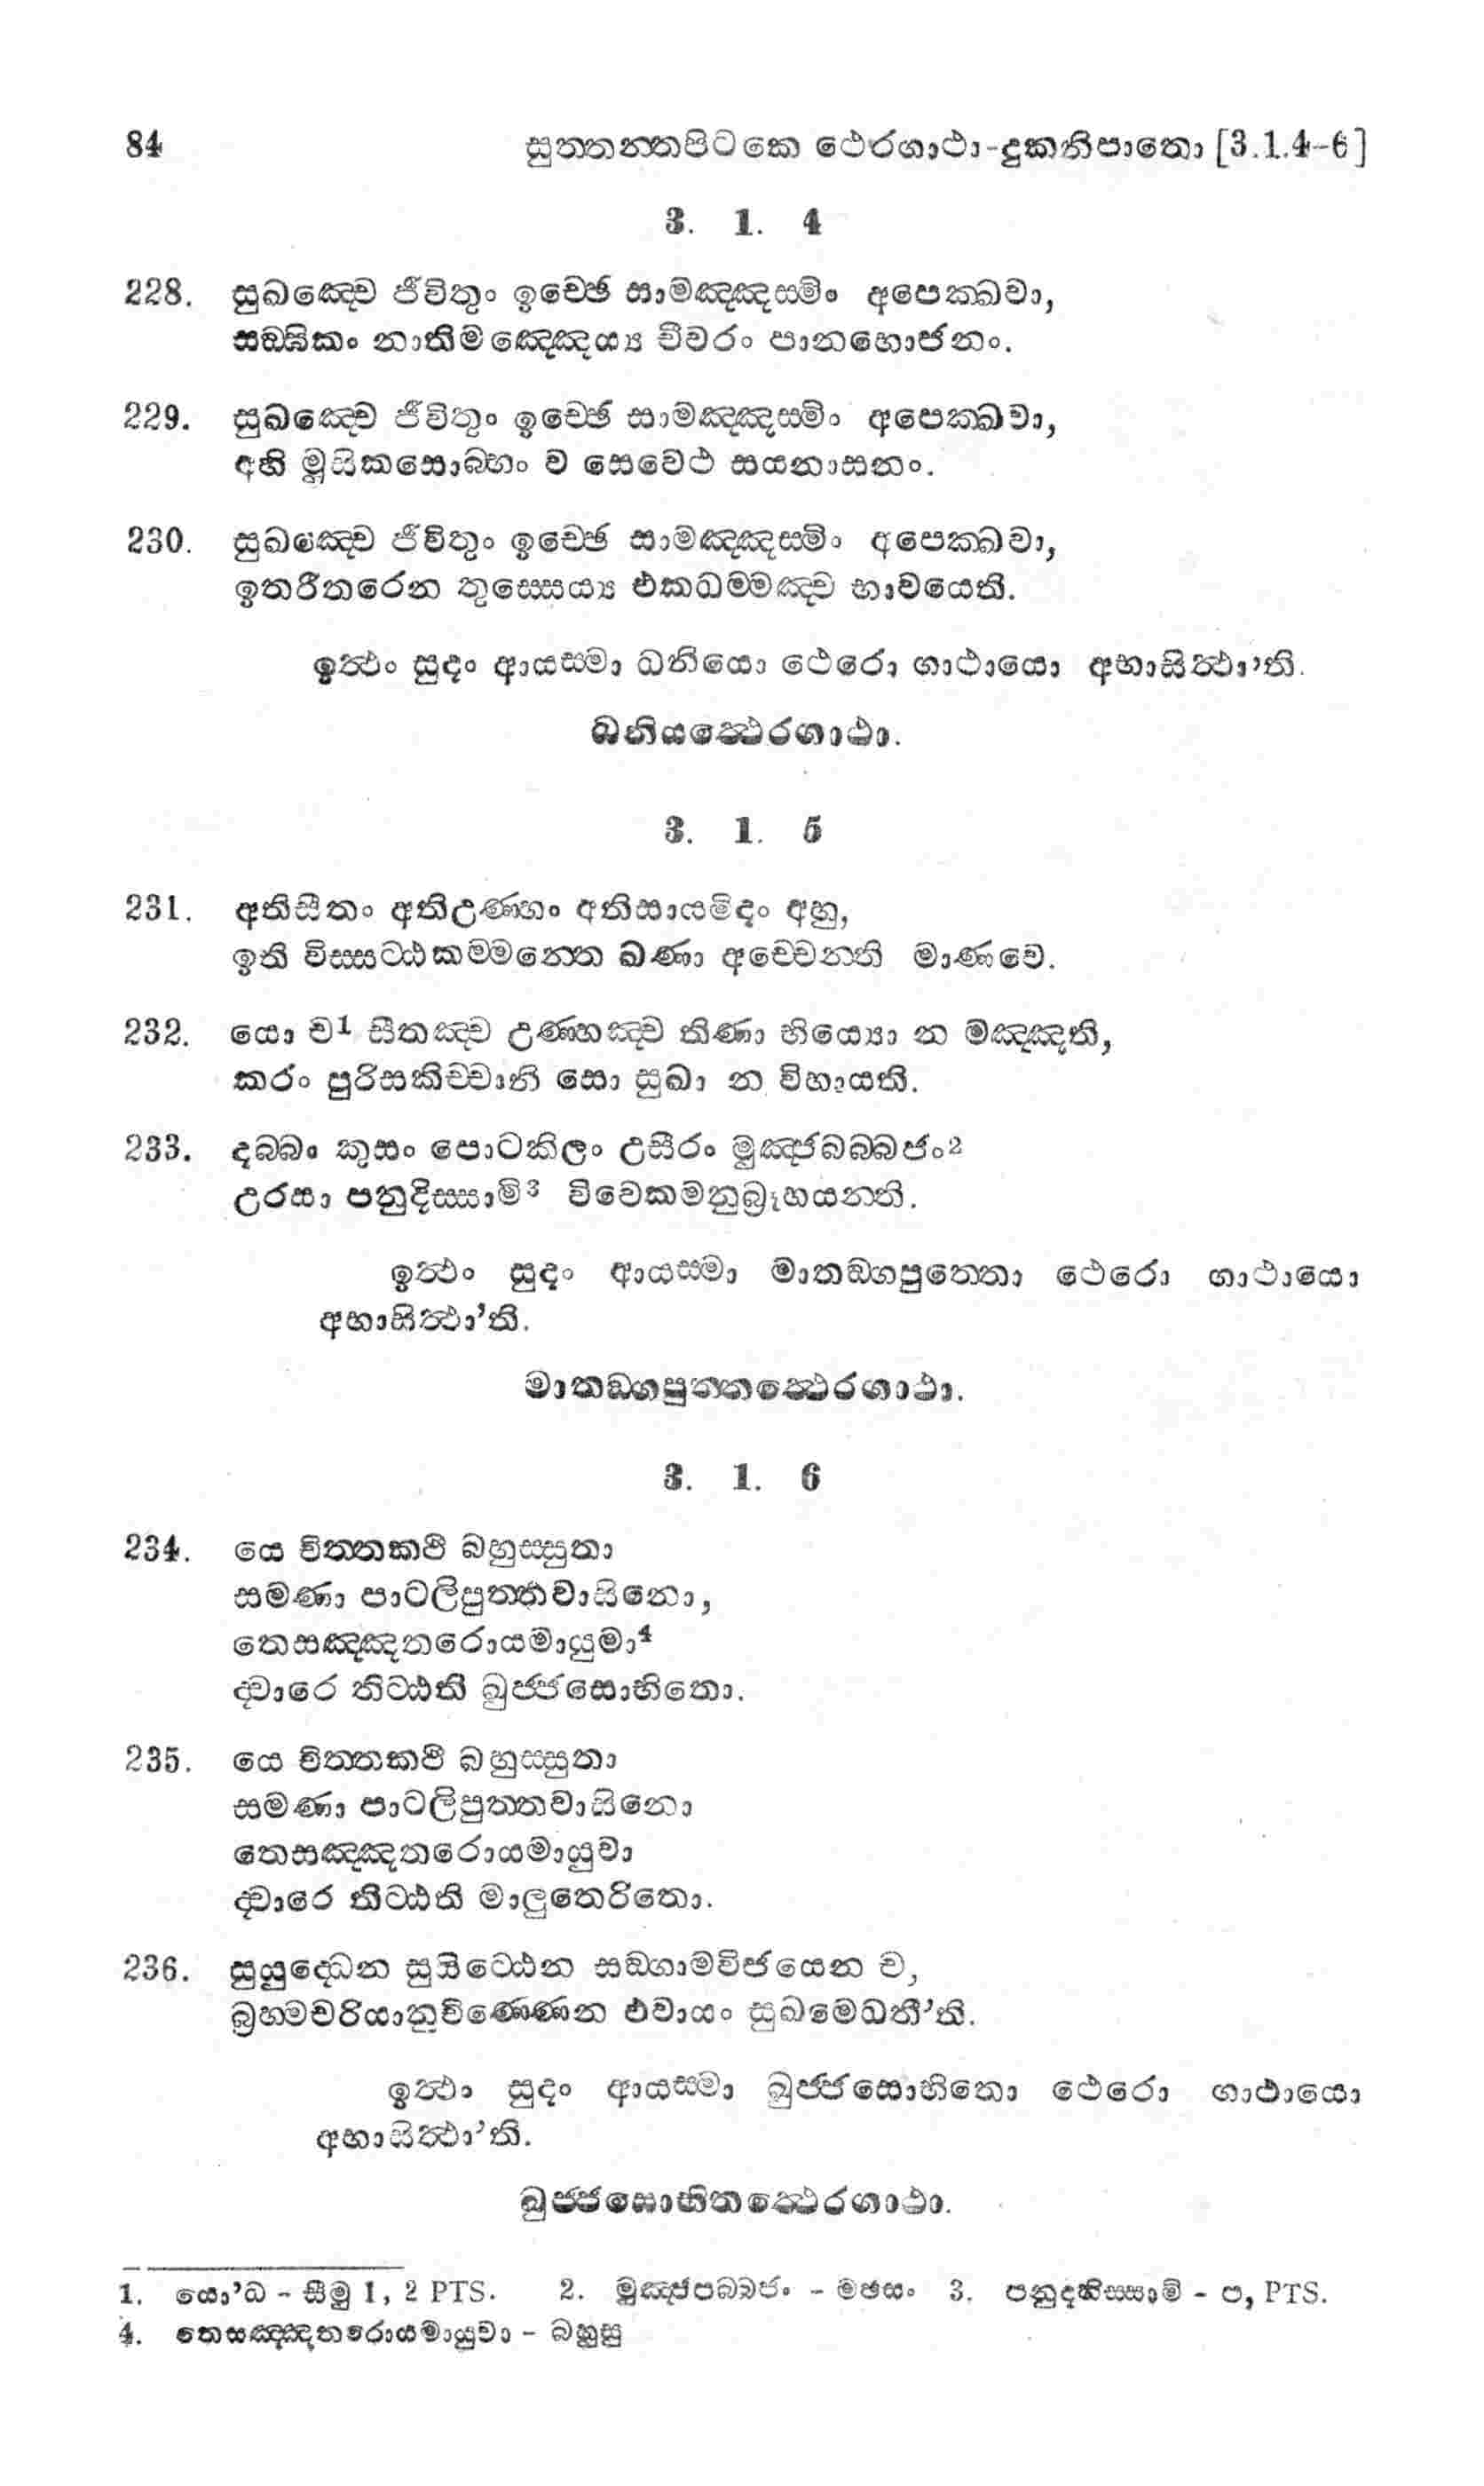 84 සුත්තන්තපිටකෙ ථෙරගාථා-දුකනිපාතො [3.1.4-6]
3. 1. 4
228. සුඛඤ්චෙ ජීවිතුං ඉච්ඡෙ සාමඤ්ඤස්මිං අපෙක්ඛවා,
සඞ්ඝිකං නාතිමඤ්ඤෙය්‍ය චීවරං පානභොජනං.
229. සුඛඤ්චෙ ජීවිතුං ඉච්ඡෙ සාමඤ්ඤස්මිං අපෙක්ඛවා,
අහි මූසිකසොබ්භං ව සෙවෙථ සයනාසනං.
230. සුඛඤ්චෙ ජීවිතුං ඉච්ඡෙ සාමඤ්ඤස්මිං අපෙක්ඛවා,
ඉතරීතරෙන තුස්සෙය්‍ය එකධම්මඤ්ච භාවයෙති.
ඉත්ථං සුදං ආයස්මා ධනියො ථෙරො ගාථායො අභාසිත්ථා'ති.
ධනියත්ථෙරගාථා.
3. 1. 5
231. අතිසීතං අතිඋණ්හං අතිසායමිදං අහු,
ඉති විස්සට්ඨකම්මන්තෙ ඛණා අච්චෙන්ති මාණවෙ.
232. යො ච1 සීතඤ්ච උණ්හඤ්ච තිණා භිය්‍යො න මඤ්ඤති,
කරං පුරිසකිච්චානි සො සුඛා න විහායති.
233. දබ්බං කුසං පොටකිලං උසීරං මුඤ්ජබබ්බජං2
උරසා පනුදිස්සාමි3 විවෙකමනුබ්‍රෑහයන්ති.
ඉත්ථං සුදං ආයස්මා මාතඞ්ගපුත්තො ථෙරො ගාථායො
අභාසිත්ථා'ති.
මාතඞ්ගපුත්තත්ථෙරගාථා.
3. 1. 6
234. යෙ චිත්තකථී බහුස්සුතා
සමණා පාටලිපුත්තවාසිනො,
තෙසඤ්ඤතරොයමායුමා4
ද්වාරෙ තිට්ඨති ඛුජ්ජසොභිතො.
235. යෙ චිත්තකථී බහුස්සුතා
සමණා පාටලිපුත්තවාසිනො
තෙසඤ්ඤතරොයමායුවා
ද්වාරෙ තිට්ඨති මාලුතෙරිතො.
236. සුයුද්ධෙන සුයිට්ඨෙන සඞ්ගාමවිජයෙන ච,
බ්‍රහ්මචරියානුචිණ්ණෙන එවායං සුඛමෙධතී'ති.
ඉත්ථා සුදං ආයස්මා ඛුජ්ජසොභිතො ථෙරො ගාථායො
අභාසිත්ථා'ති.
ඛුජ්ජසොභිතත්ථෙරගාථා.
1. යො'ධ - සීමු 1, 2 PTS. 2. මුඤ්ජපබ්බජං - මඡසං 3. පනුදහිස්සාමි - ප, PTS.
4. තෙසඤ්ඤතරොයමායුවා - බහුසු